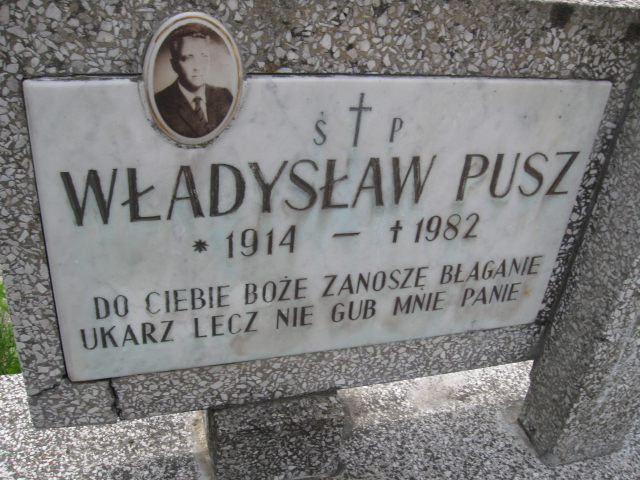 Ś † P
WŁADYSŁAW PUSZ
* 1914 – † 1982
DO CIEBIE BOŻE ZANOSZĘ BŁAGANIE
UKARZ LECZ NIE GUB MNIE PANIE